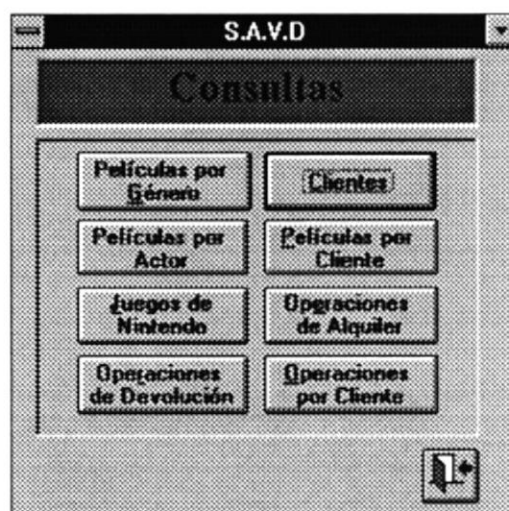 S.A.V.D
Consultas
Películas por
Género
Clientes
Películas por
Actor
Películas por
Cliente
Juegos de
Nintendo
Operaciones
de Alquiler
Operaciones
de Devolución
Operaciones
por Cliente